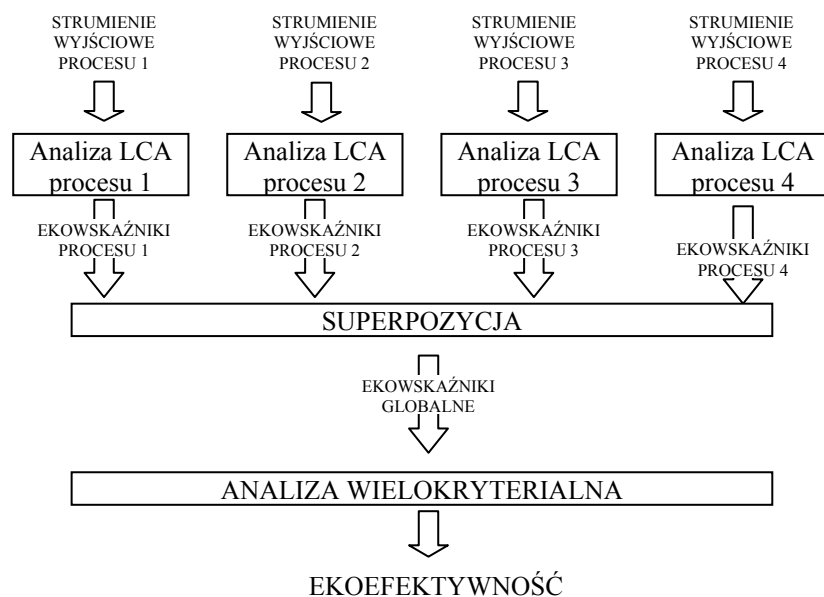 STRUMIENIE
WYJŚCIOWE
PROCESU 1
STRUMIENIE
WYJŚCIOWE
PROCESU 2
STRUMIENIE
WYJŚCIOWE
PROCESU 3
STRUMIENIE
WYJŚCIOWE
PROCESU 4
Analiza LCA
procesu 1
Analiza LCA
procesu 2
Analiza LCA
procesu 3
Analiza LCA
procesu 4
EKOWSKAŹNIKI
PROCESU 1
EKOWSKAŹNIKI
PROCESU 2
EKOWSKAŹNIKI
PROCESU 3
EKOWSKAŹNIKI
PROCESU 4
SUPERPOZYCJA
EKOWSKAŹNIKI
GLOBALNE
ANALIZA WIELOKRYTERIALNA
EKOEFEKTYWNOŚĆ